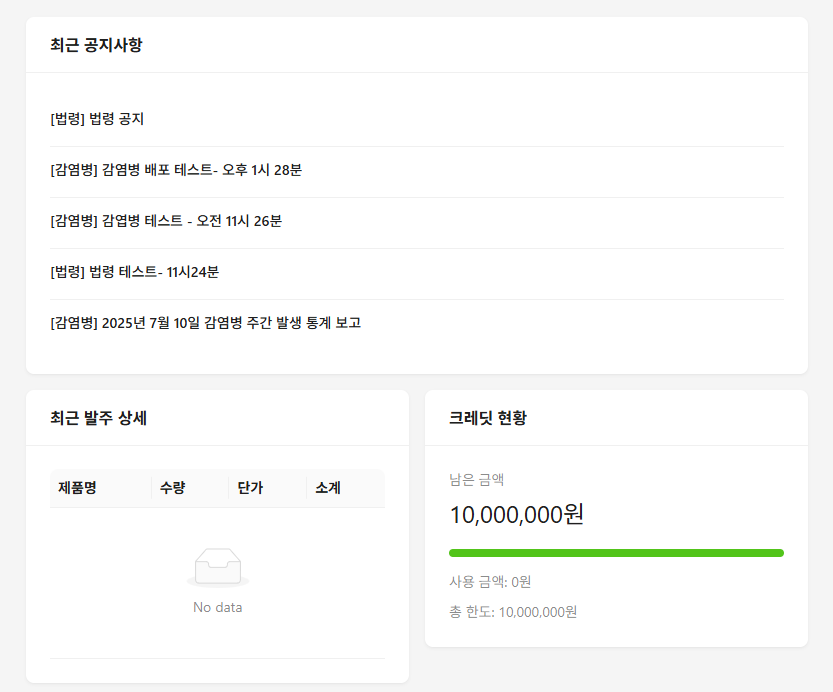 최근 공지사항
[법령] 법령 공지
[감염병] 감염병 배포 테스트- 오후 1시 28분
[감염병] 감엽병 테스트 - 오전 11시 26분
[법령] 법령 테스트- 11시24분
[감염병] 2025년 7월 10일 감염병 주간 발생 통계 보고
최근 발주 상세
제품명 수량 단가 소계
No data
크레딧 현황
남은 금액
10,000,000원
사용 금액: 0원
총 한도: 10,000,000원